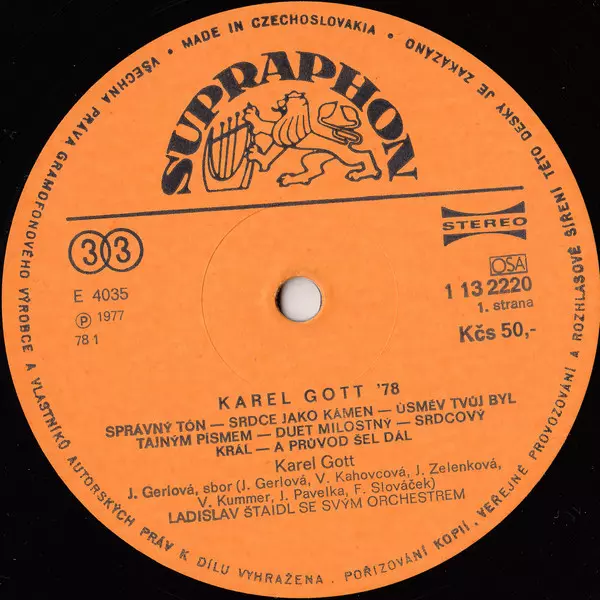 VŠECHNA PRÁVA GRAMOFONOVÉHO VÝROBCE A VLASTNÍKŮ AUTORSKÝCH PRÁV K DÍLU VYHRAŽENA. POŘIZOVÁNÍ KOPIÍ, VEŘEJNÉ PROVOZOVÁNÍ A ROZHLASOVÉ ŠÍŘENÍ TÉTO DESKY JE ZAKÁZÁNO • MADE IN CZECHOSLOVAKIA •
SUPRAPHON
33
STEREO
OSA
E 4035
1 13 2220
Ⓟ 1977
1. strana
78 1
Kčs 50,-
KAREL GOTT '78
SPRÁVNÝ TÓN — SRDCE JAKO KÁMEN — ÚSMĚV TVŮJ BYL
TAJNÝM PÍSMEM — DUET MILOSTNÝ — SRDCOVÝ
KRÁL — A PRŮVOD ŠEL DÁL
Karel Gott
J. Gerlová, sbor (J. Gerlová, V. Kahovcová, J. Zelenková,
V. Kummer, J. Pavelka, F. Slováček)
LADISLAV ŠTAIDL SE SVÝM ORCHESTREM